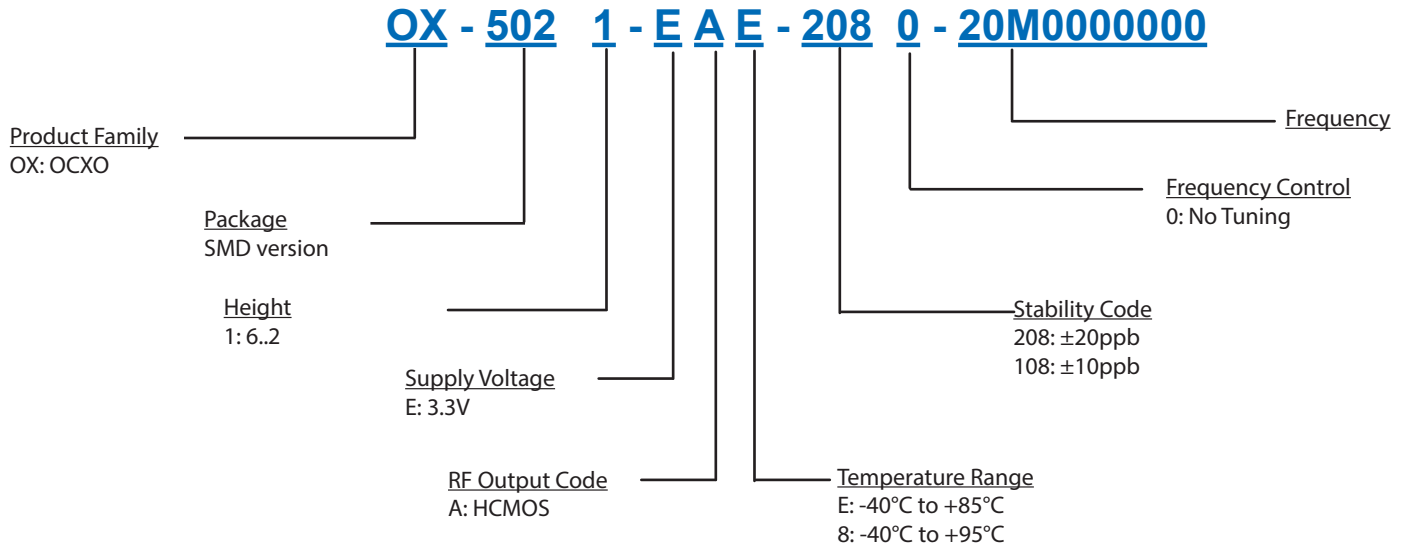 OX - 502 1 - E A E - 208 0 - 20M0000000
Product Family
OX: OCXO
Package
SMD version
Height
1: 6..2
Supply Voltage
E: 3.3V
RF Output Code
A: HCMOS
Temperature Range
E: -40°C to +85°C
8: -40°C to +95°C
Stability Code
208: ±20ppb
108: ±10ppb
Frequency Control
0: No Tuning
Frequency